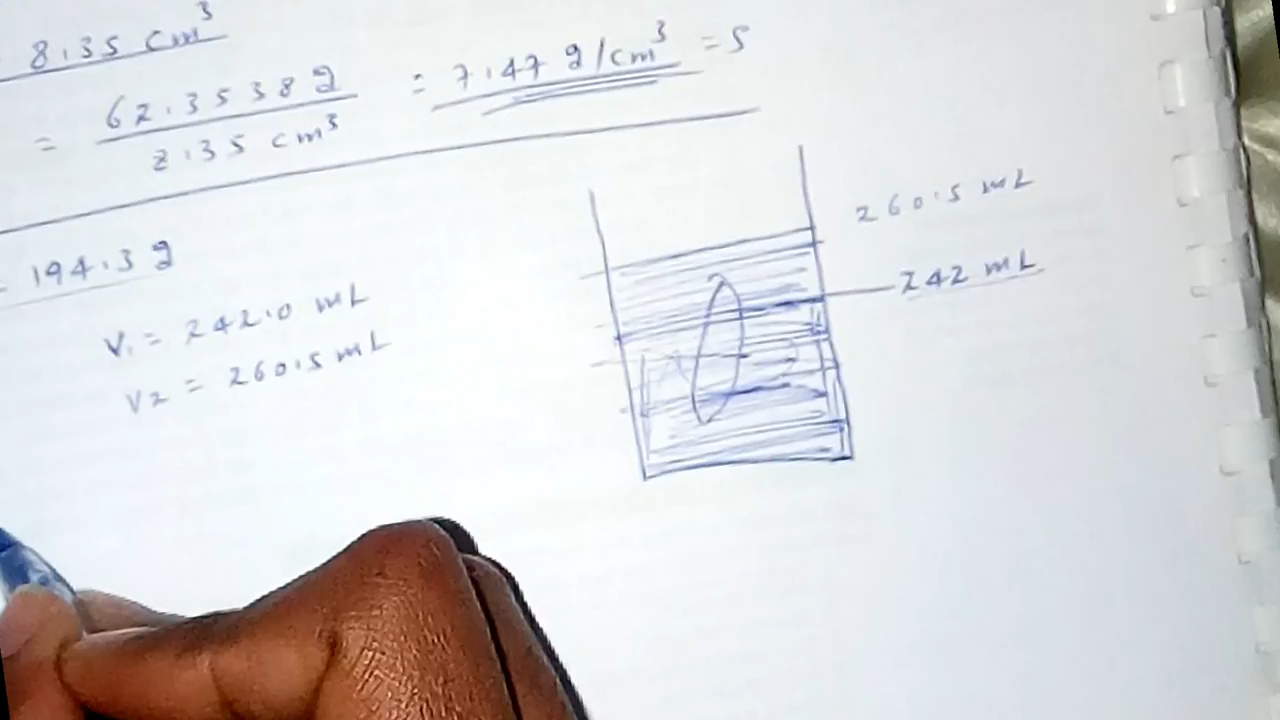 8.35 cm³
= 62.3538 g / 8.35 cm³ = 7.47 g/cm³ = S
= 194.3 g
V1 = 242.0 mL
V2 = 260.5 mL
260.5 mL
242 mL